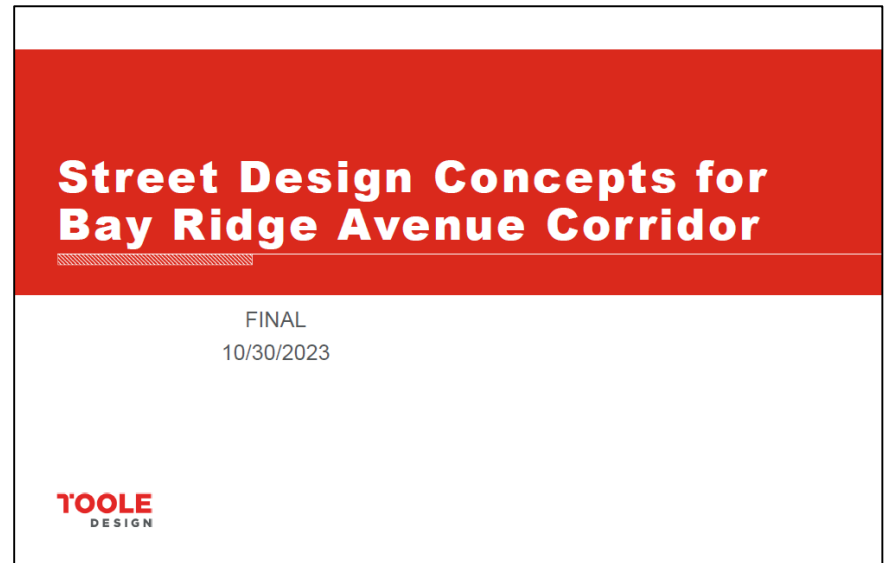 Street Design Concepts for
Bay Ridge Avenue Corridor
FINAL
10/30/2023
TOOLE
DESIGN